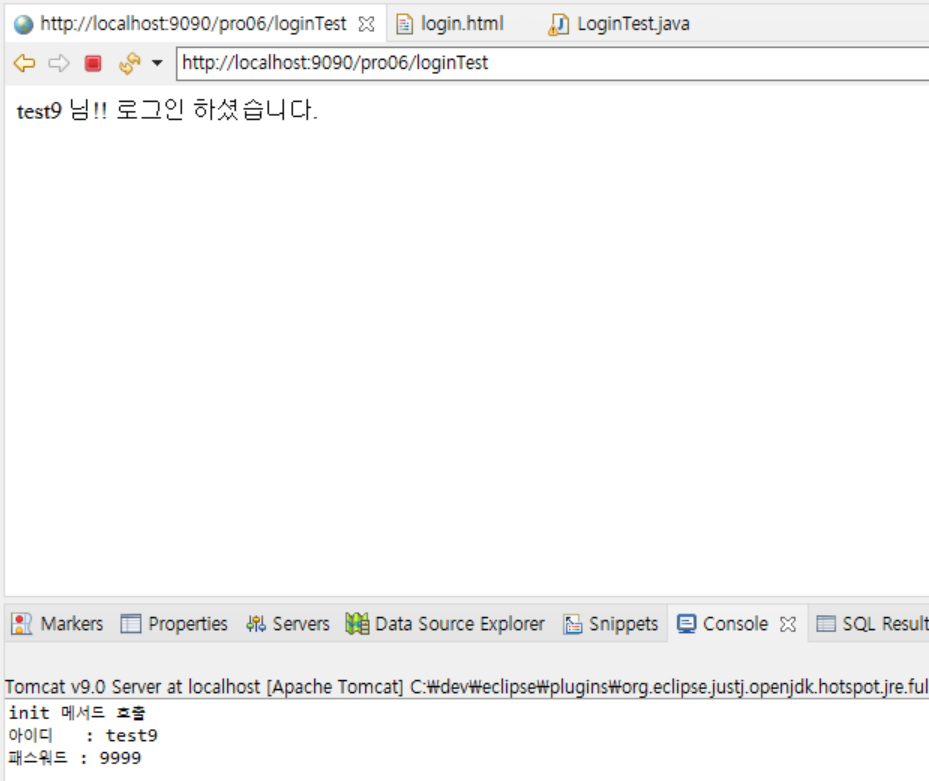 http://localhost:9090/pro06/loginTest login.html LoginTest.java
http://localhost:9090/pro06/loginTest
test9 님!! 로그인 하셨습니다.
Markers Properties Servers Data Source Explorer Snippets Console SQL Result
Tomcat v9.0 Server at localhost [Apache Tomcat] C:₩dev₩eclipse₩plugins₩org.eclipse.justj.openjdk.hotspot.jre.ful
init 메서드 호출
아이디 : test9
패스워드 : 9999